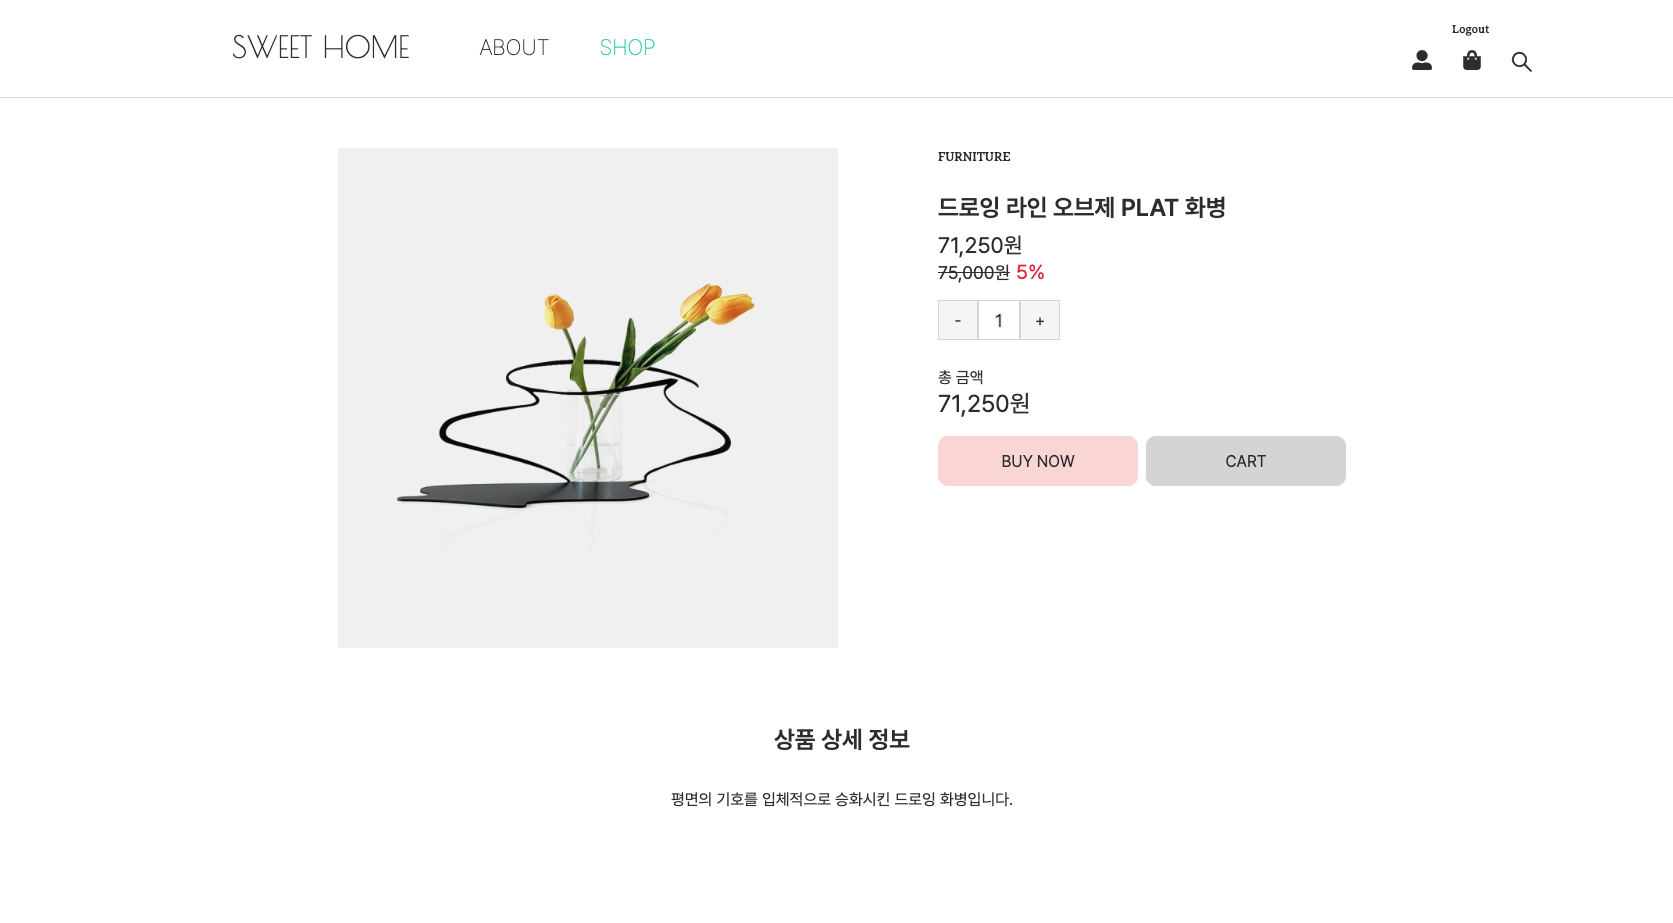 Logout
SWEET HOME ABOUT SHOP
FURNITURE
드로잉 라인 오브제 PLAT 화병
71,250원
75,000원 5%
- 1 +
총 금액
71,250원
BUY NOW CART
상품 상세 정보
평면의 기호를 입체적으로 승화시킨 드로잉 화병입니다.